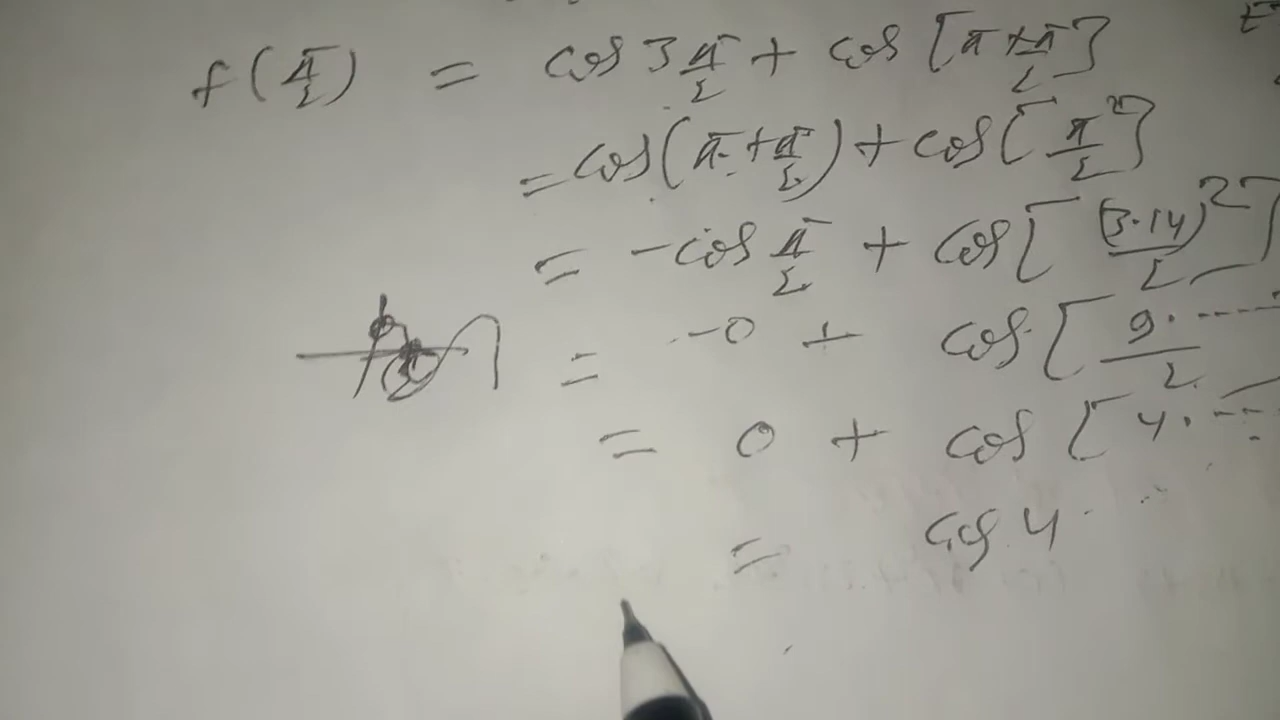 f(π/2) = cos 3π/2 + cos [π × π/2]
= cos(π + π/2) + cos [π²/2]
= -cos π/2 + cos [(3.14)²/2]
= -0 + cos [9.----/2
= 0 + cos [4.---
= cos 4